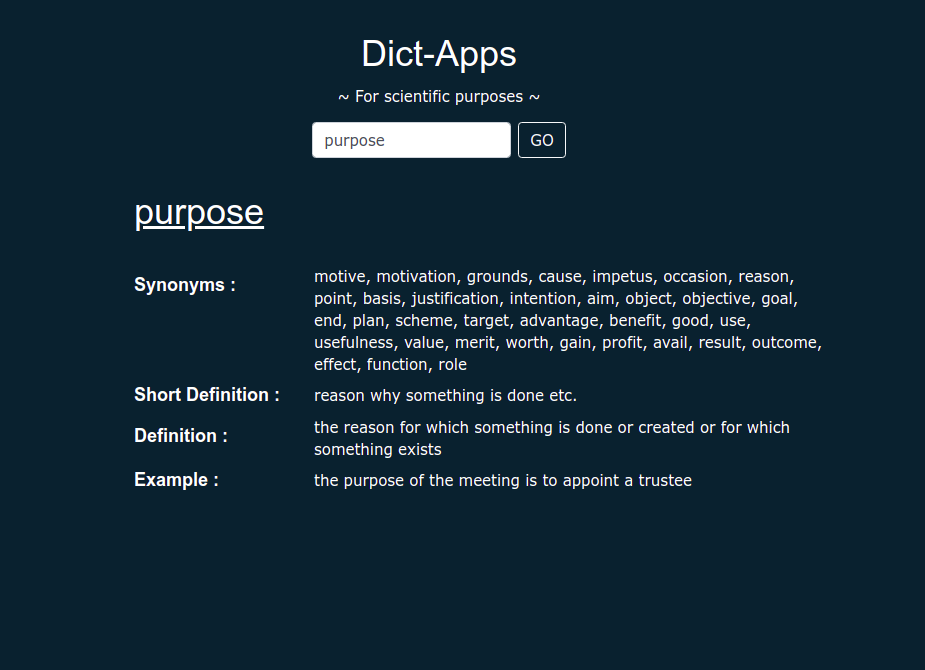 Dict-Apps
~ For scientific purposes ~
purpose GO
purpose
Synonyms : motive, motivation, grounds, cause, impetus, occasion, reason,
point, basis, justification, intention, aim, object, objective, goal,
end, plan, scheme, target, advantage, benefit, good, use,
usefulness, value, merit, worth, gain, profit, avail, result, outcome,
effect, function, role
Short Definition : reason why something is done etc.
Definition : the reason for which something is done or created or for which
something exists
Example : the purpose of the meeting is to appoint a trustee